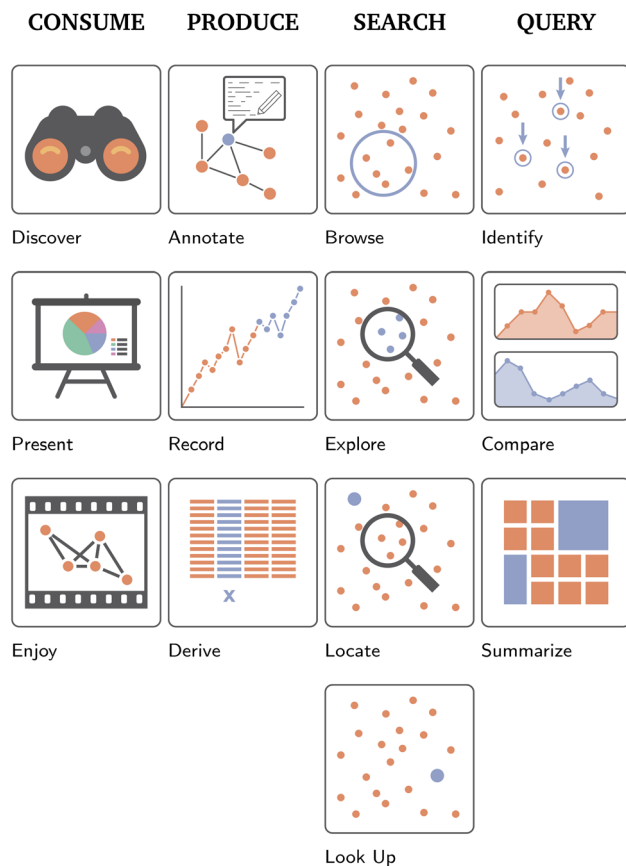 CONSUME PRODUCE SEARCH QUERY
Discover Annotate Browse Identify
Present Record Explore Compare
x
Enjoy Derive Locate Summarize
Look Up